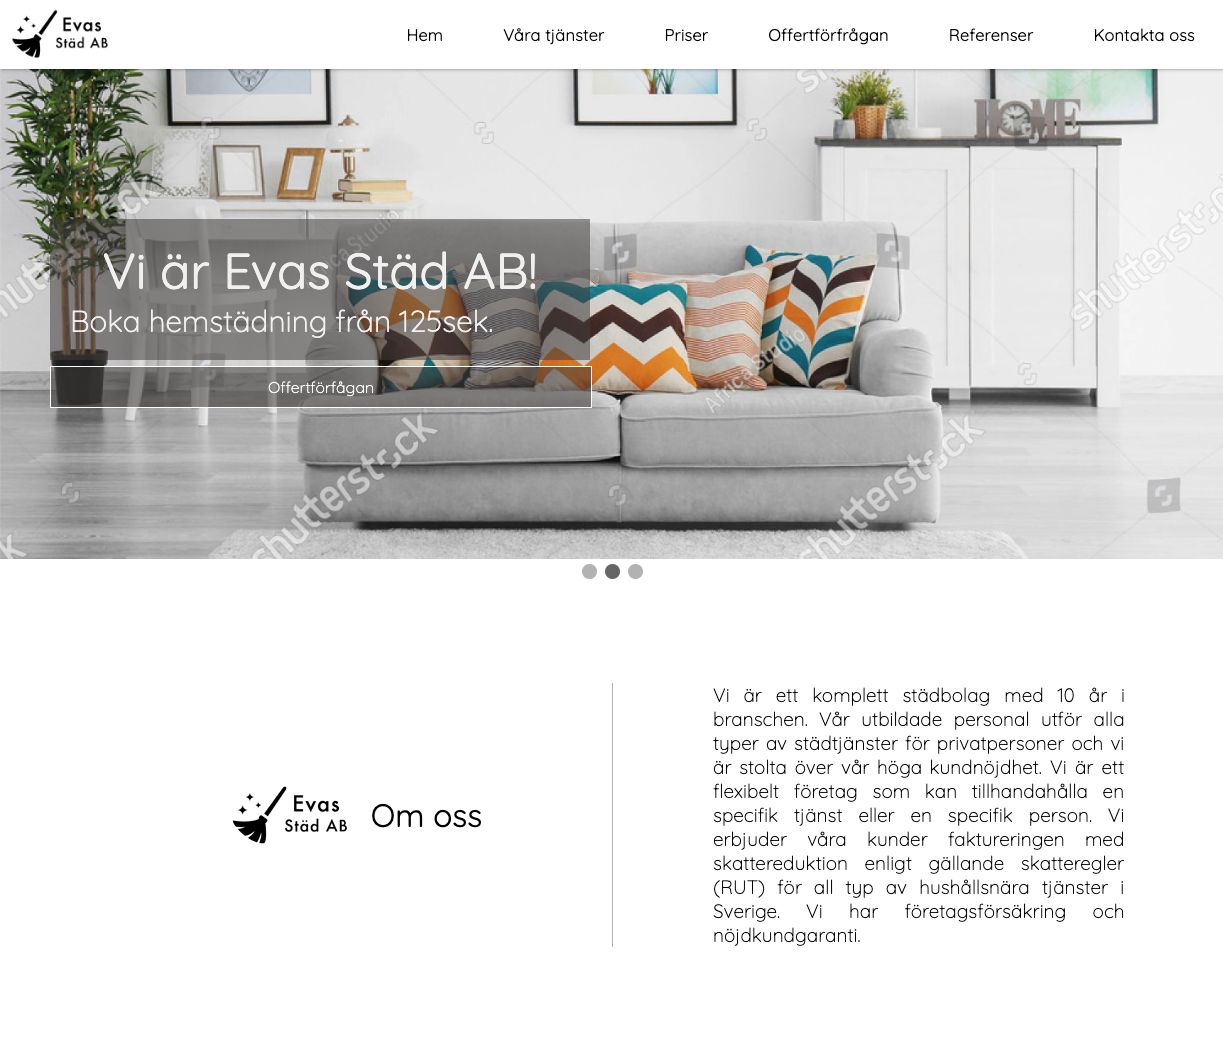 Evas
Städ AB
Hem
Våra tjänster
Priser
Offertförfrågan
Referenser
Kontakta oss
HOME
shutterstock
shutterstock
Africa Studio
Vi är Evas Städ AB!
Boka hemstädning från 125sek.
Africa Studio
Offertförfågan
shutterstock
shutterstock
Evas
Städ AB
Om oss
Vi är ett komplett städbolag med 10 år i
branschen. Vår utbildade personal utför alla
typer av städtjänster för privatpersoner och vi
är stolta över vår höga kundnöjdhet. Vi är ett
flexibelt företag som kan tillhandahålla en
specifik tjänst eller en specifik person. Vi
erbjuder våra kunder faktureringen med
skattereduktion enligt gällande skatteregler
(RUT) för all typ av hushållsnära tjänster i
Sverige. Vi har företagsförsäkring och
nöjdkundgaranti.